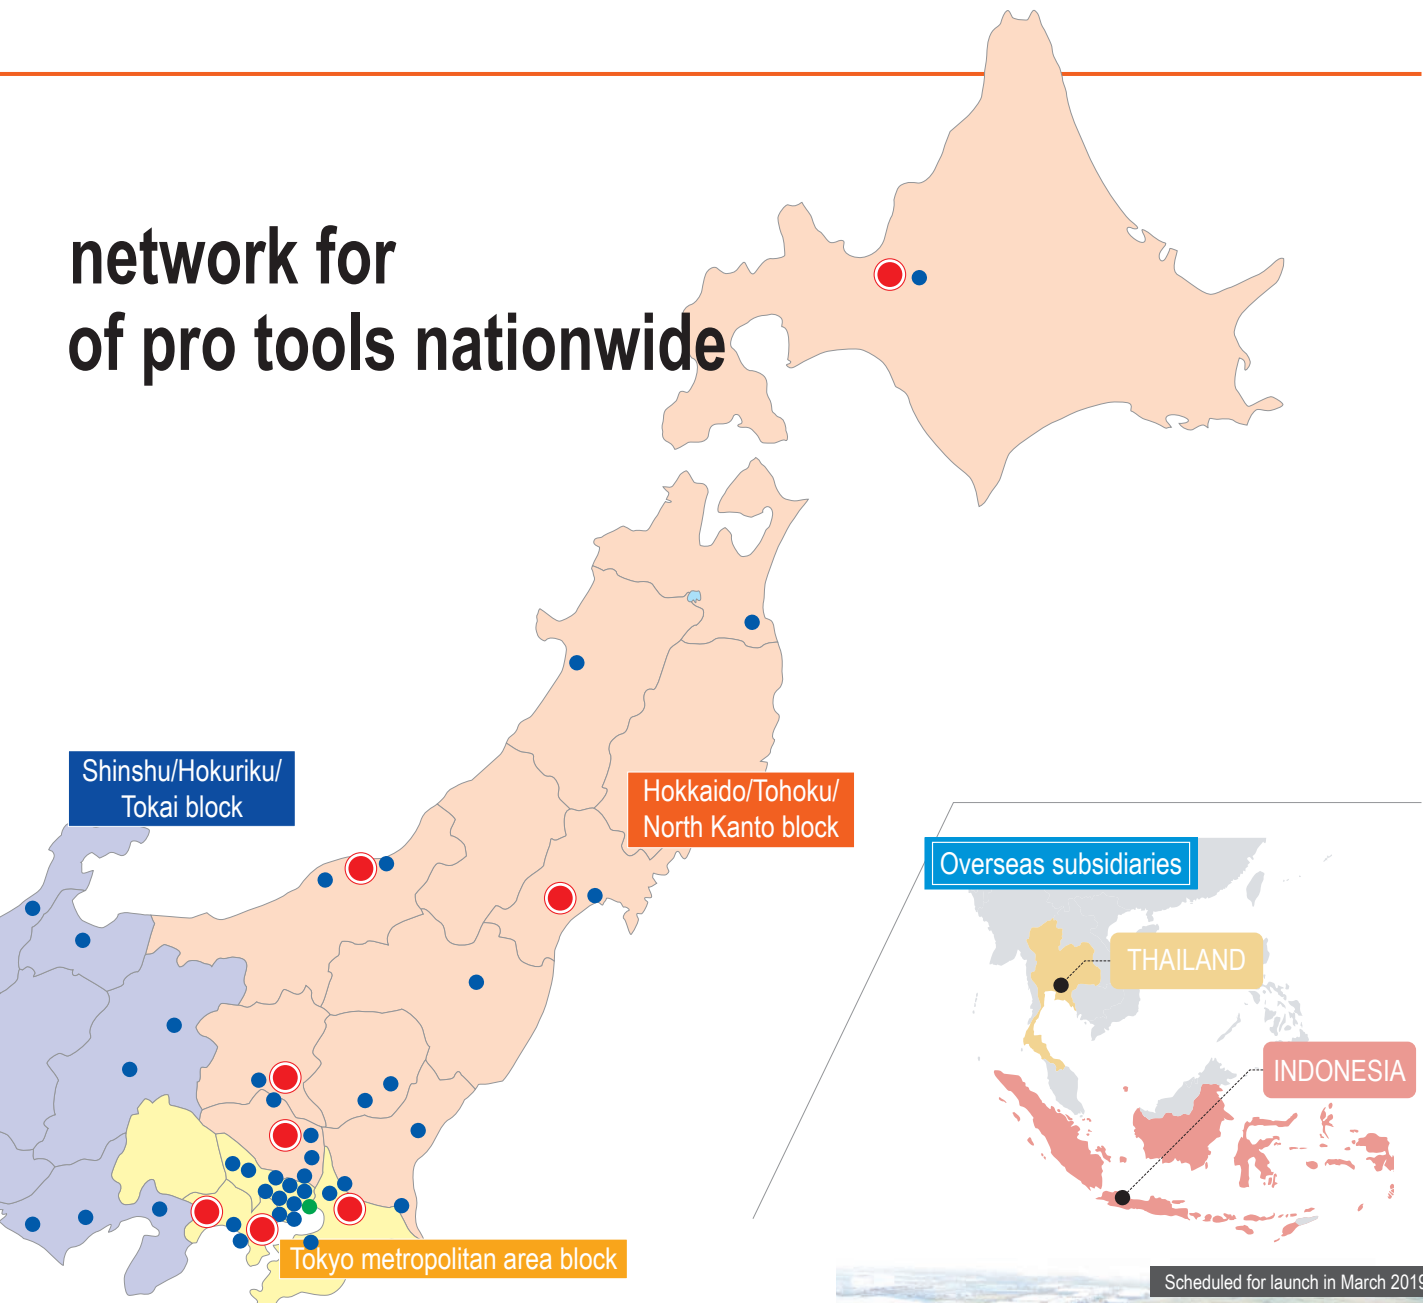 network for
of pro tools nationwide
Shinshu/Hokuriku/
Tokai block
Hokkaido/Tohoku/
North Kanto block
Overseas subsidiaries
THAILAND
INDONESIA
Tokyo metropolitan area block
Scheduled for launch in March 2019